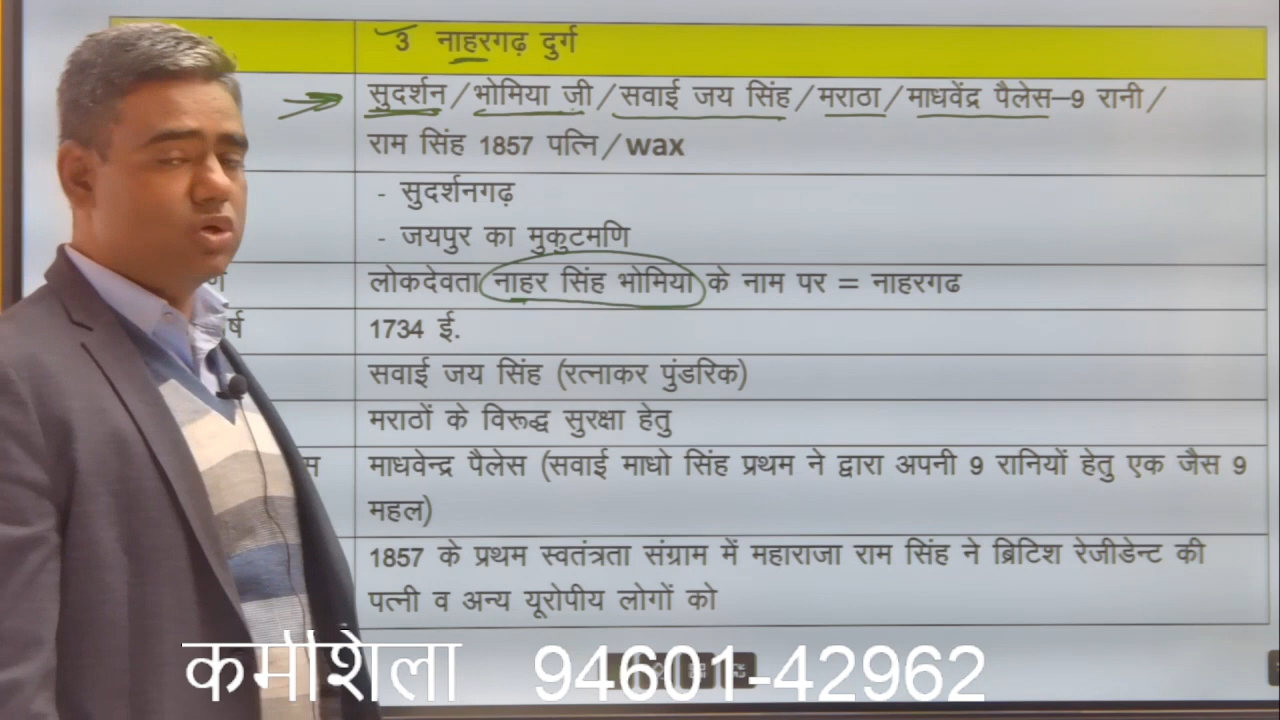 3 नाहरगढ़ दुर्ग
सुदर्शन/भोमिया जी/सवाई जय सिंह/मराठा/माधवेंद्र पैलेस–9 रानी/
राम सिंह 1857 पत्नि/wax
- सुदर्शनगढ़
- जयपुर का मुकुटमणि
लोकदेवता नाहर सिंह भोमिया के नाम पर = नाहरगढ
1734 ई.
सवाई जय सिंह (रत्नाकर पुंडरिक)
मराठों के विरूद्ध सुरक्षा हेतु
माधवेन्द्र पैलेस (सवाई माधो सिंह प्रथम ने द्वारा अपनी 9 रानियों हेतु एक जैस 9
महल)
1857 के प्रथम स्वतंत्रता संग्राम में महाराजा राम सिंह ने ब्रिटिश रेजीडेन्ट की
पत्नी व अन्य यूरोपीय लोगों को
कर्मशिला 94601-42962